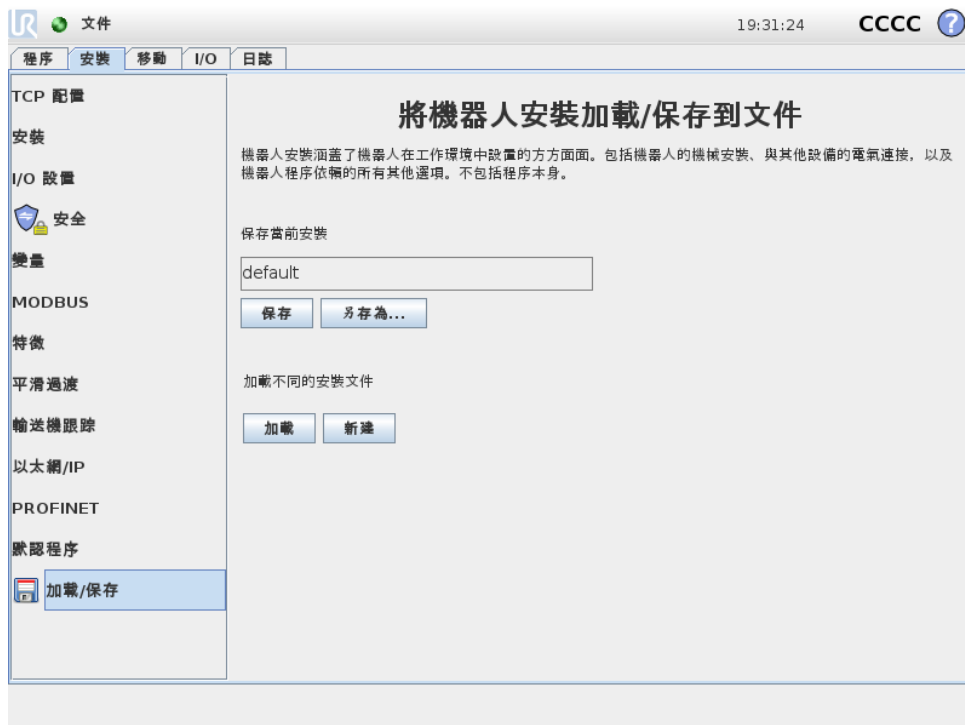 UR 文件 19:31:24 CCCC ?
程序 安裝 移動 I/O 日誌
TCP 配置
安裝
I/O 設置
安全
變量
MODBUS
特徵
平滑過渡
輸送機跟踪
以太網/IP
PROFINET
默認程序
加載/保存
將機器人安裝加載/保存到文件
機器人安裝涵蓋了機器人在工作環境中設置的方方面面。包括機器人的機械安裝、與其他設備的電氣連接，以及
機器人程序依賴的所有其他選項。不包括程序本身。
保存當前安裝
default
保存 另存為...
加載不同的安裝文件
加載 新建